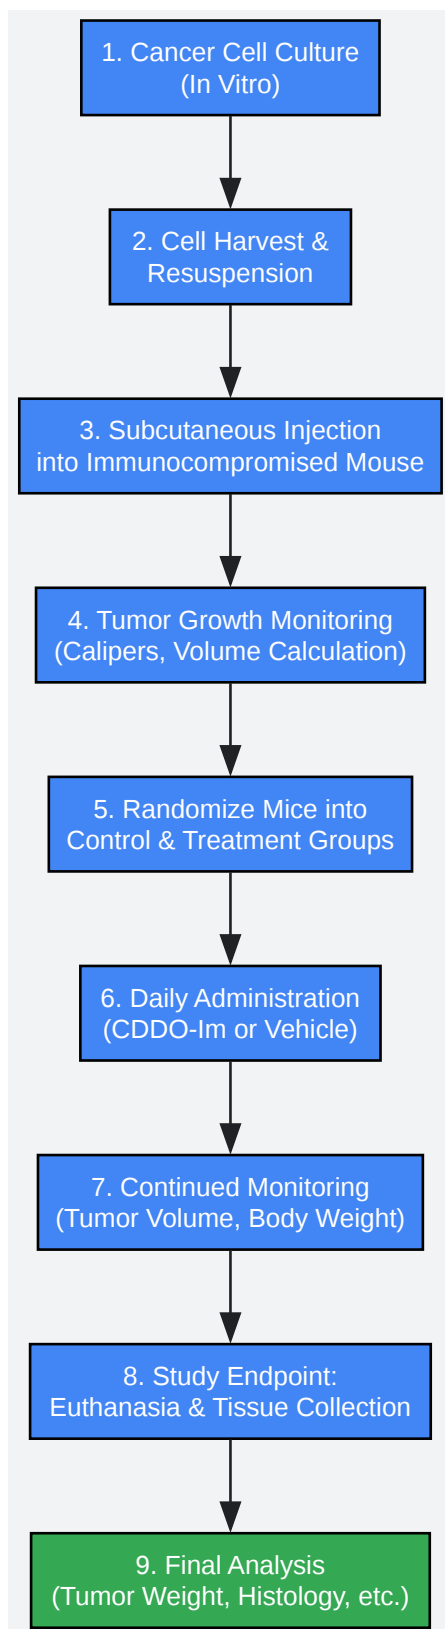 1. Cancer Cell Culture
(In Vitro)
2. Cell Harvest &
Resuspension
3. Subcutaneous Injection
into Immunocompromised Mouse
4. Tumor Growth Monitoring
(Calipers, Volume Calculation)
5. Randomize Mice into
Control & Treatment Groups
6. Daily Administration
(CDDO-Im or Vehicle)
7. Continued Monitoring
(Tumor Volume, Body Weight)
8. Study Endpoint:
Euthanasia & Tissue Collection
9. Final Analysis
(Tumor Weight, Histology, etc.)